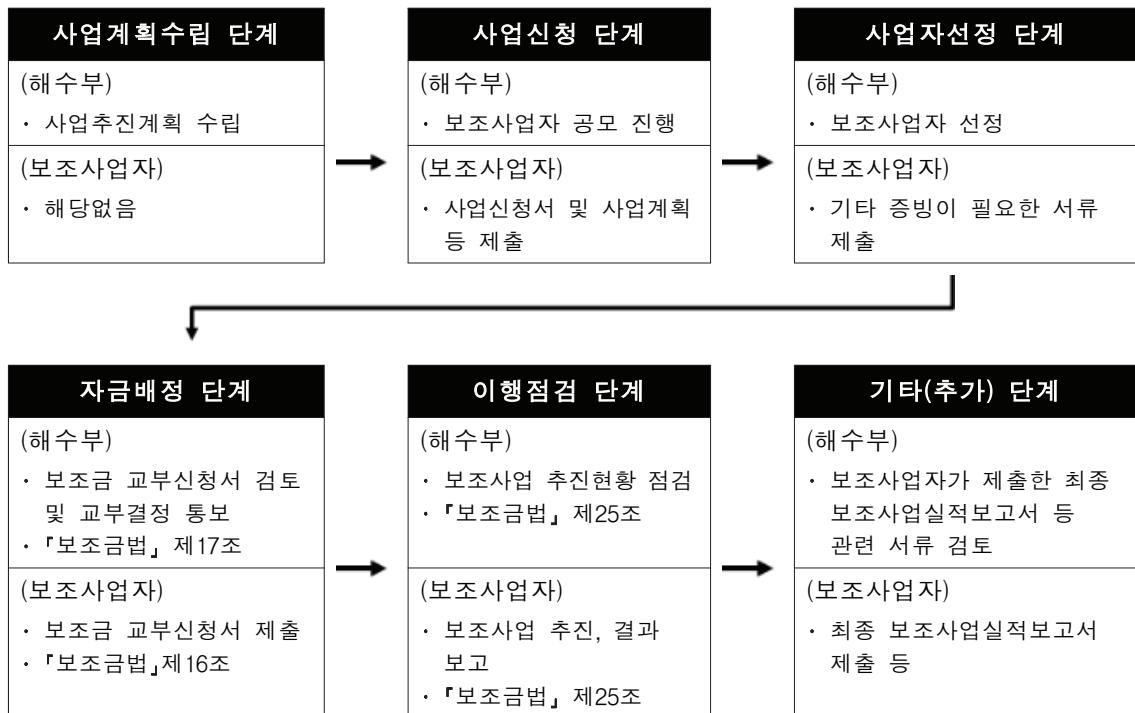 사업계획수립 단계
(해수부)
· 사업추진계획 수립
(보조사업자)
· 해당없음
사업신청 단계
(해수부)
· 보조사업자 공모 진행
(보조사업자)
· 사업신청서 및 사업계획
등 제출
사업자선정 단계
(해수부)
· 보조사업자 선정
(보조사업자)
· 기타 증빙이 필요한 서류
제출
자금배정 단계
(해수부)
· 보조금 교부신청서 검토
및 교부결정 통보
· 『보조금법』 제17조
(보조사업자)
· 보조금 교부신청서 제출
· 『보조금법』제16조
이행점검 단계
(해수부)
· 보조사업 추진현황 점검
· 『보조금법』 제25조
(보조사업자)
· 보조사업 추진, 결과
보고
· 『보조금법』 제25조
기타(추가) 단계
(해수부)
· 보조사업자가 제출한 최종
보조사업실적보고서 등
관련 서류 검토
(보조사업자)
· 최종 보조사업실적보고서
제출 등